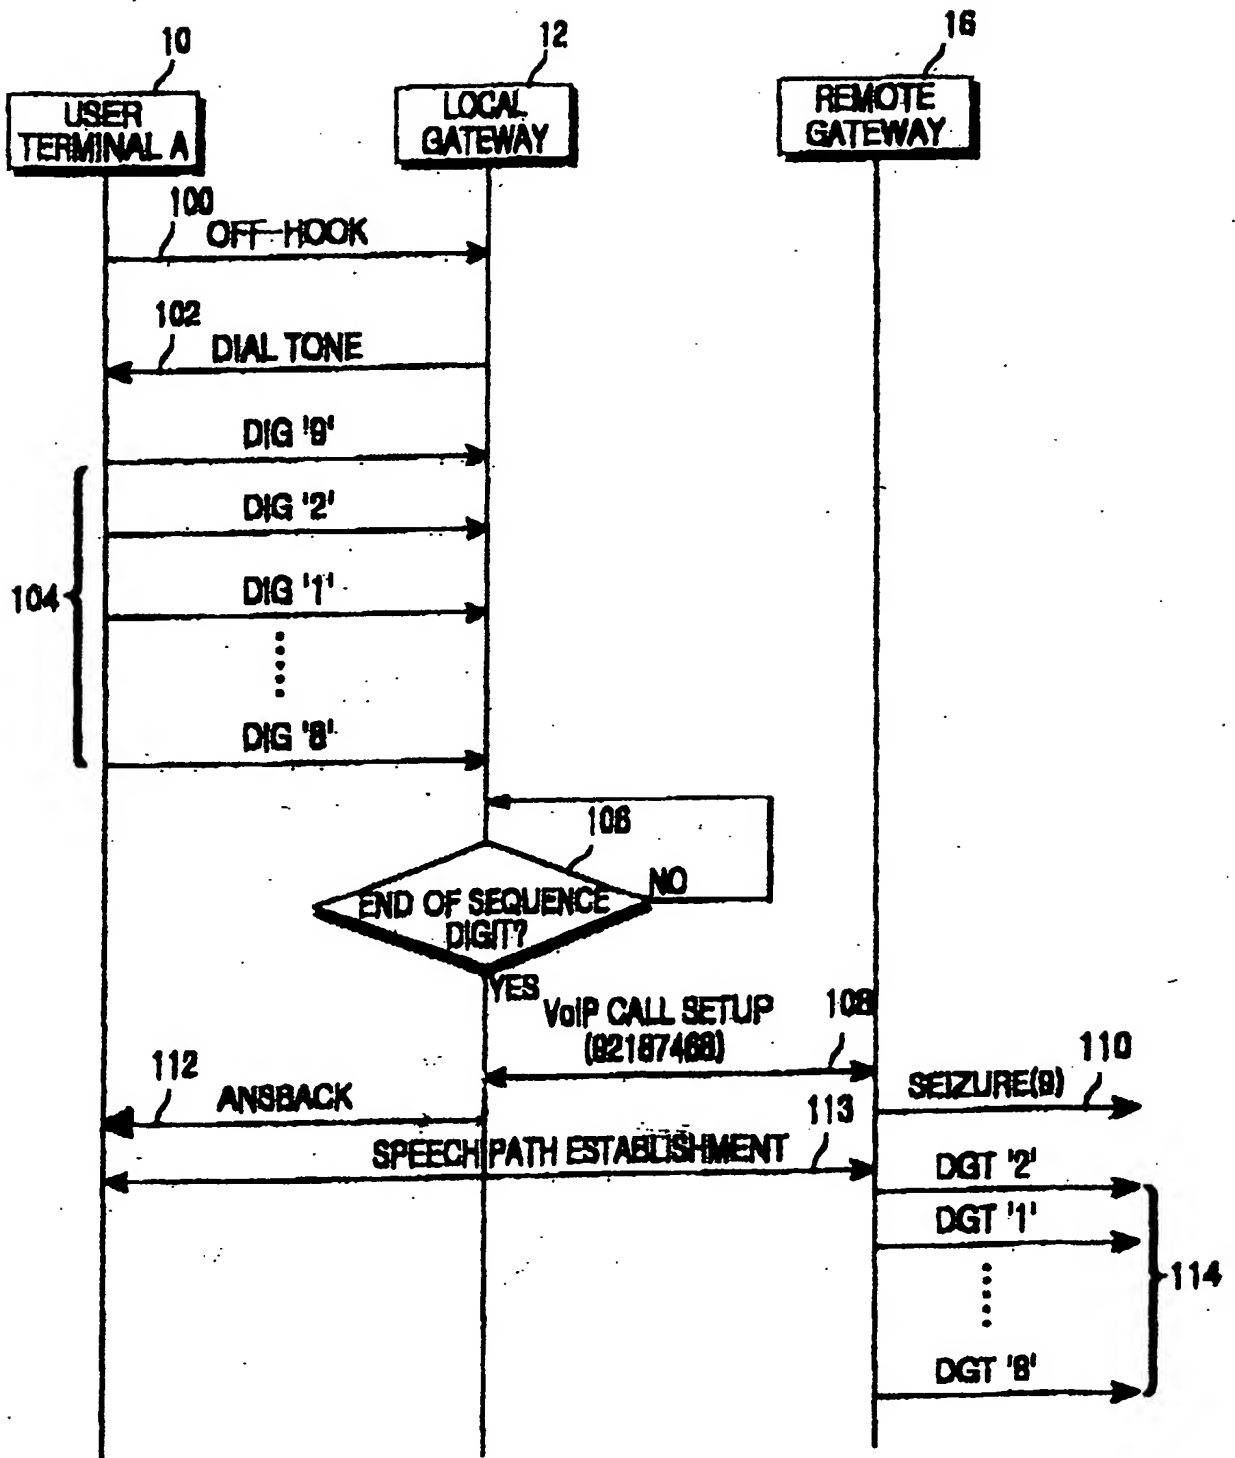 10
12
16
USER
TERMINAL A
LOCAL
GATEWAY
REMOTE
GATEWAY
100
OFF-HOOK
102
DIAL TONE
DIG '9'
DIG '2'
104
DIG '1'
DIG '8'
106
END OF SEQUENCE
DIGIT?
NO
YES
VoIP CALL SETUP
108
112
ANSBACK
SEIZURE(9)
110
113
SPEECH PATH ESTABLISHMENT
DGT '2'
DGT '1'
114
DGT '8'